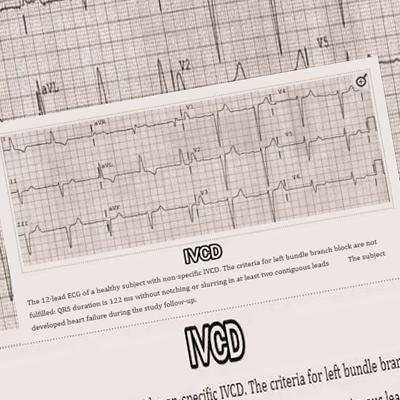 V2
V5
aVL
aVR
V1
V4
II
aVL
V2
V5
III
aVF
V3
V6
IVCD
The 12-lead ECG of a healthy subject with non-specific IVCD. The criteria for left bundle branch block are not
fulfilled: QRS duration is 122 ms without notching or slurring in at least two contiguous leads The subject
developed heart failure during the study follow-up.
IVCD
-specific IVCD. The criteria for left bundle bran